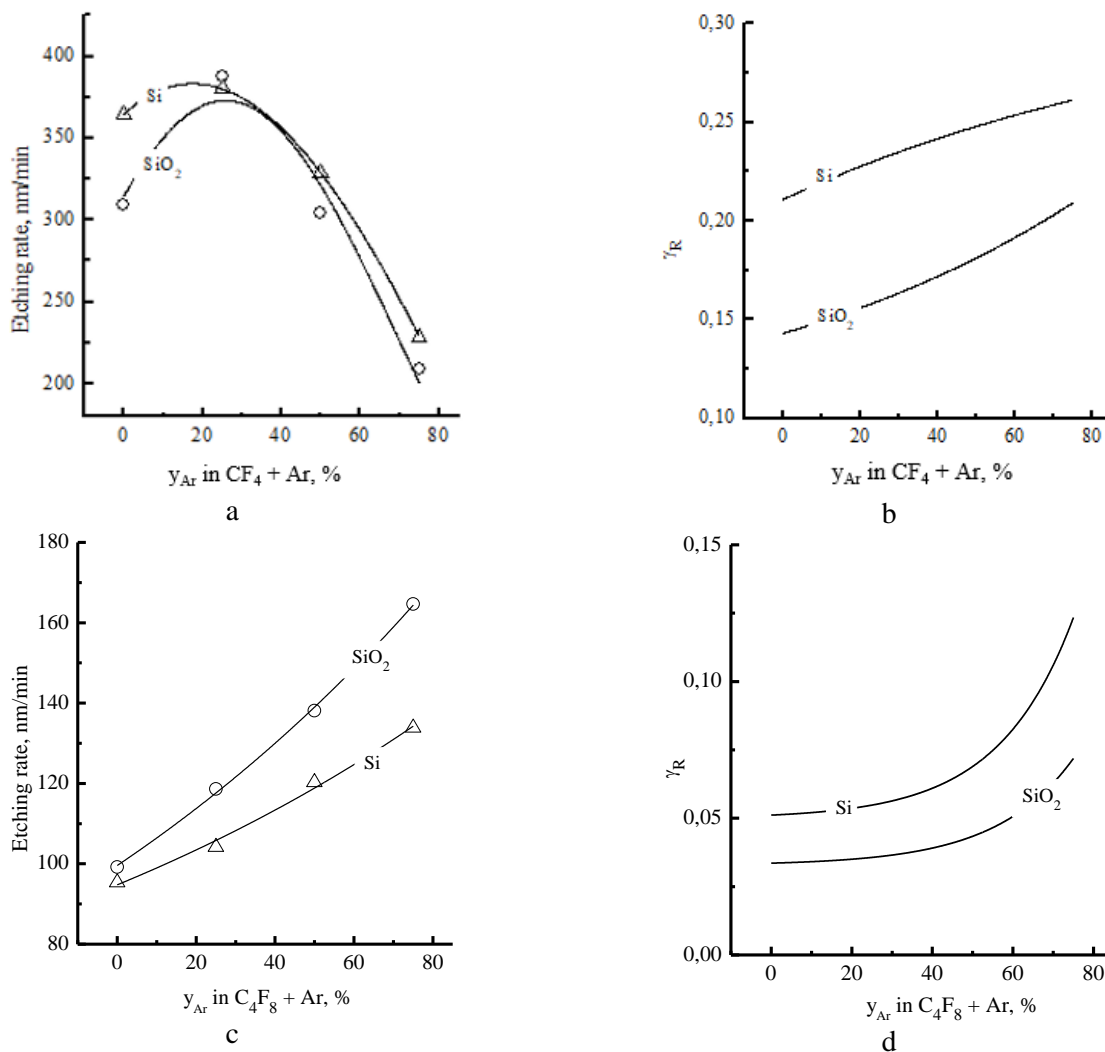 400
350
300
250
200
Etching rate, nm/min
Si
SiO2
0 20 40 60 80
yAr in CF4 + Ar, %
a
0,30
0,25
0,20
0,15
0,10
γR
Si
SiO2
0 20 40 60 80
yAr in CF4 + Ar, %
b
180
160
140
120
100
80
Etching rate, nm/min
SiO2
Si
0 20 40 60 80
yAr in C4F8 + Ar, %
c
0,15
0,10
0,05
0,00
γR
Si
SiO2
0 20 40 60 80
yAr in C4F8 + Ar, %
d